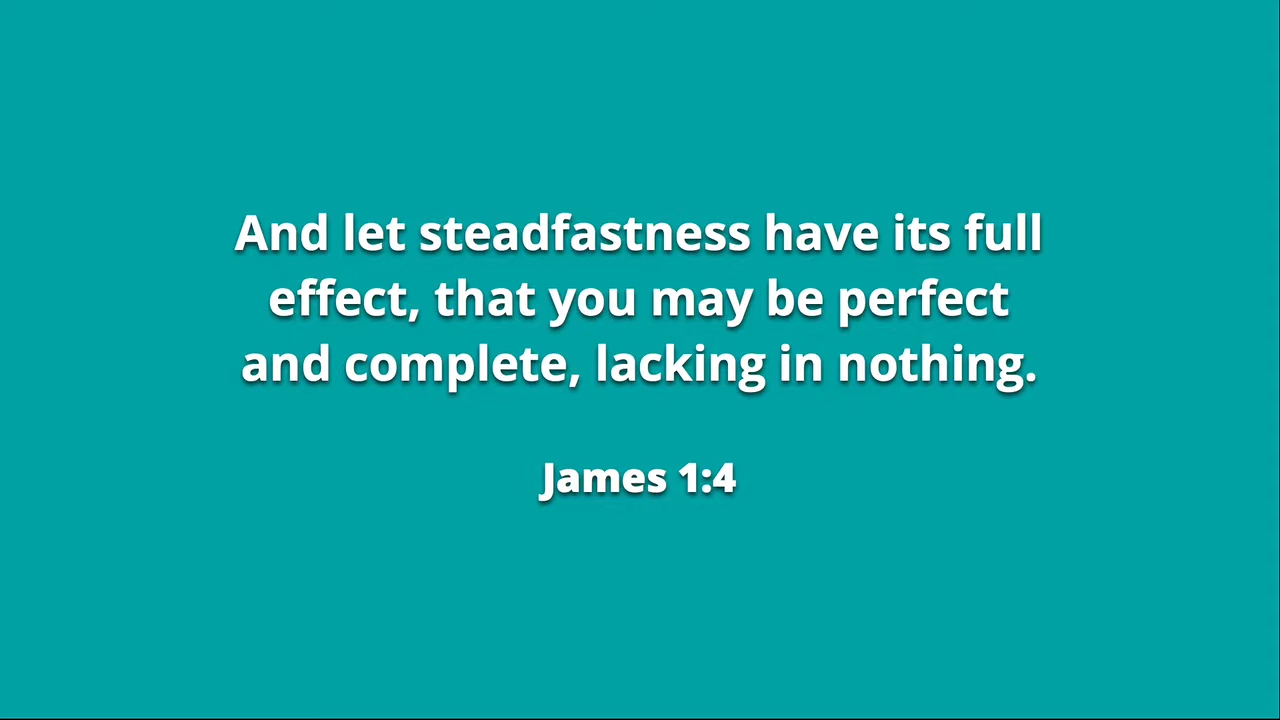 And let steadfastness have its full
effect, that you may be perfect
and complete, lacking in nothing.
James 1:4